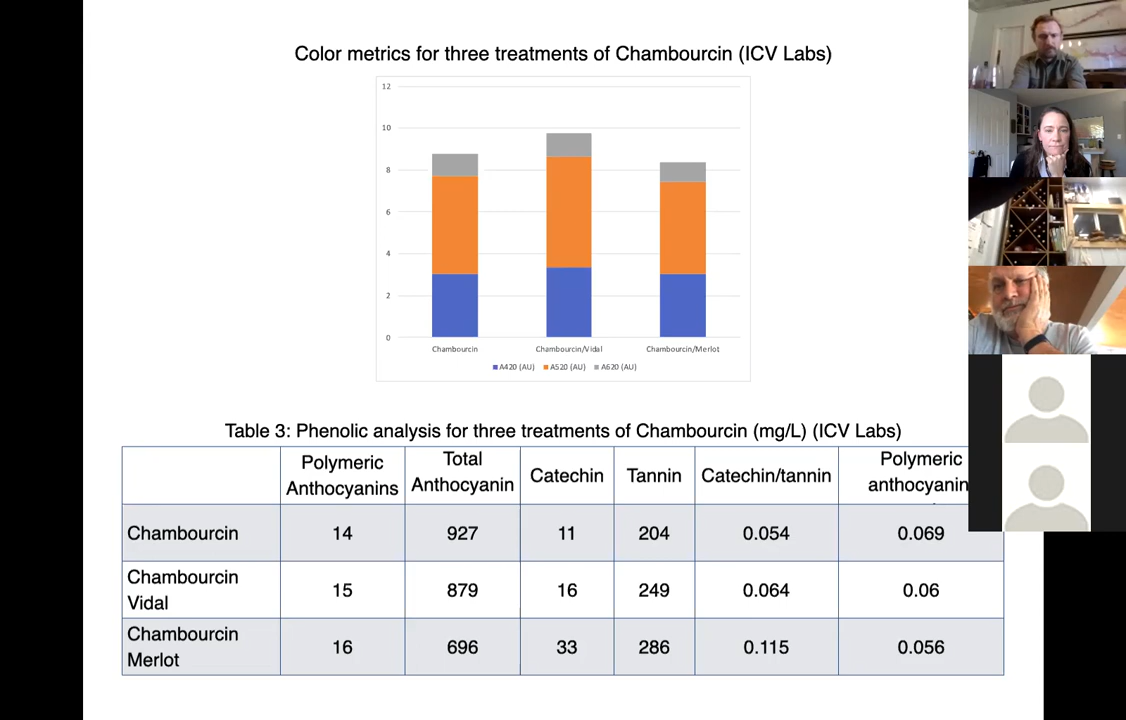 Color metrics for three treatments of Chambourcin (ICV Labs)
12
10
8
6
4
2
0
Chambourcin
Chambourcin/Vidal
Chambourcin/Merlot
A420 (AU) A520 (AU) A620 (AU)
Table 3: Phenolic analysis for three treatments of Chambourcin (mg/L) (ICV Labs)
Polymeric Anthocyanins Total Anthocyanin Catechin Tannin Catechin/tannin Polymeric anthocyanin
Chambourcin 14 927 11 204 0.054 0.069
Chambourcin Vidal 15 879 16 249 0.064 0.06
Chambourcin Merlot 16 696 33 286 0.115 0.056